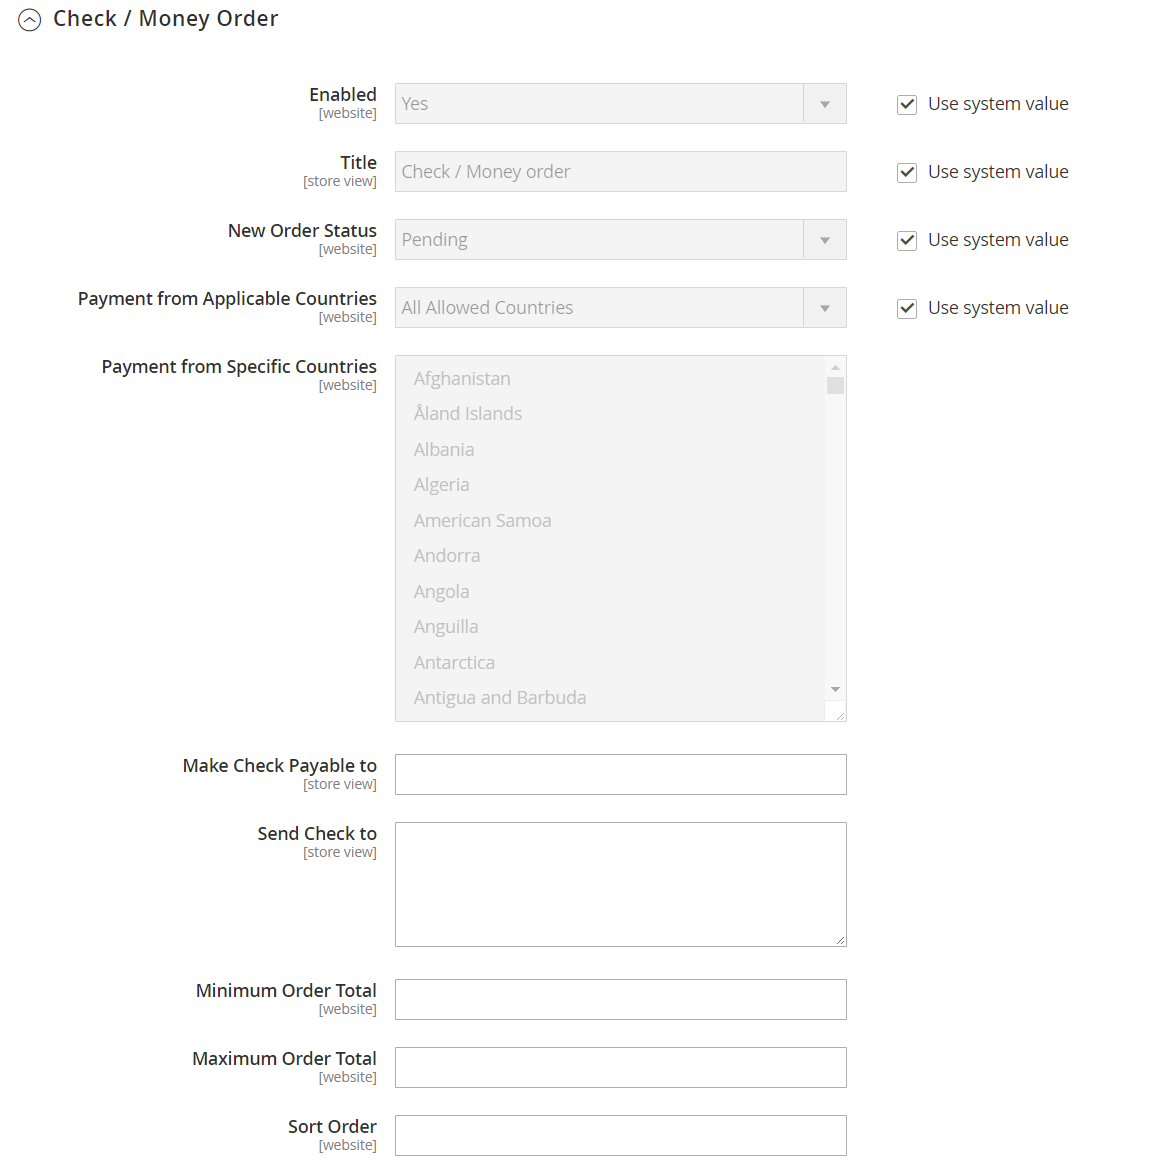 Check / Money Order
Enabled
[website]
Yes
Use system value
Title
[store view]
Check / Money order
Use system value
New Order Status
[website]
Pending
Use system value
Payment from Applicable Countries
[website]
All Allowed Countries
Use system value
Payment from Specific Countries
[website]
Afghanistan
Åland Islands
Albania
Algeria
American Samoa
Andorra
Angola
Anguilla
Antarctica
Antigua and Barbuda
Make Check Payable to
[store view]
Send Check to
[store view]
Minimum Order Total
[website]
Maximum Order Total
[website]
Sort Order
[website]